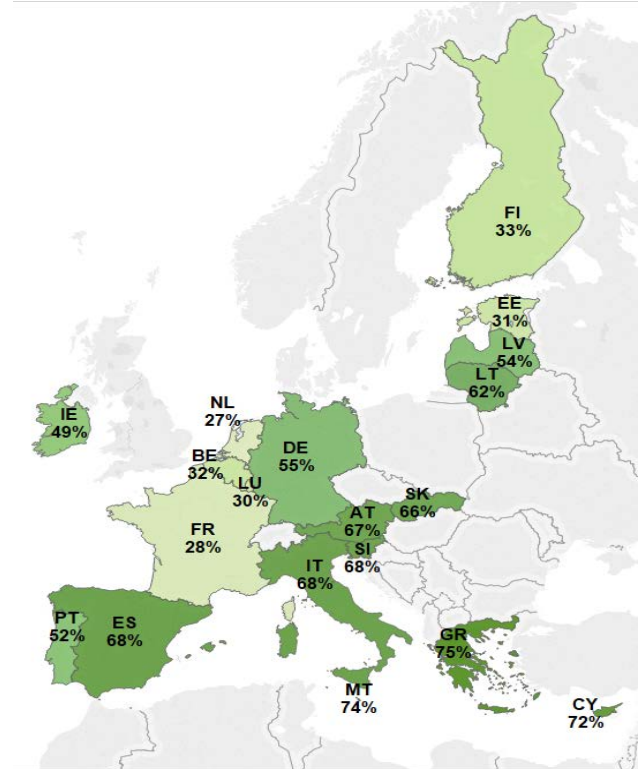 FI
33%
EE
31%
LV
54%
LT
62%
IE
49%
NL
27%
DE
55%
BE
32%
LU
30%
SK
66%
AT
67%
FR
28%
SI
68%
IT
68%
PT
52%
ES
68%
GR
75%
MT
74%
CY
72%